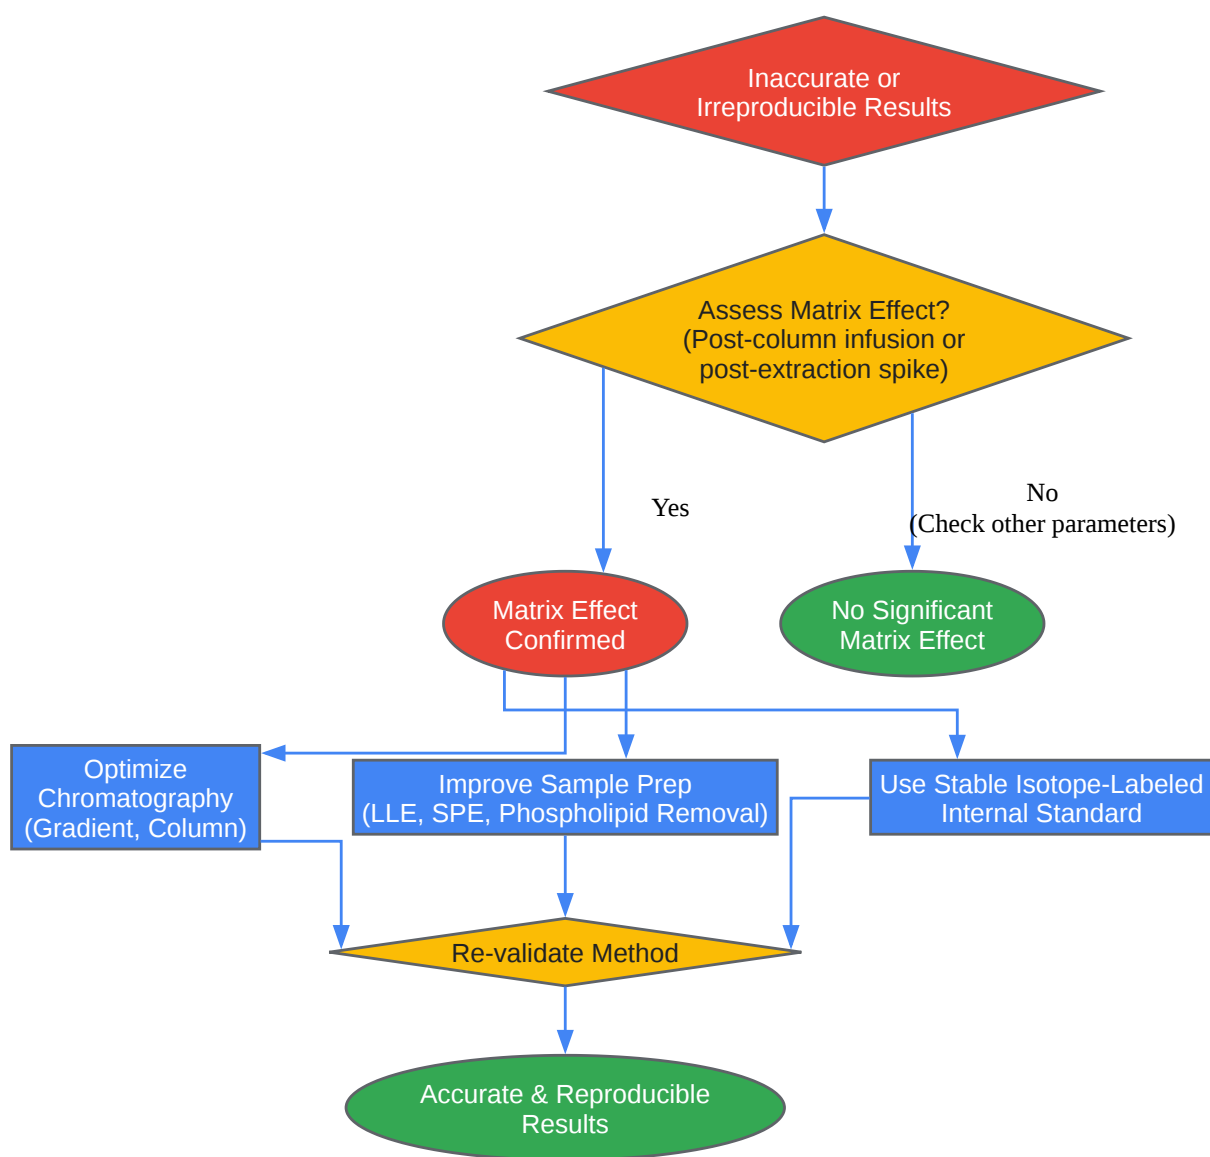 Inaccurate or
Irreproducible Results
Assess Matrix Effect?
(Post-column infusion or
post-extraction spike)
Yes
No
(Check other parameters)
Matrix Effect
Confirmed
No Significant
Matrix Effect
Optimize
Chromatography
(Gradient, Column)
Improve Sample Prep
(LLE, SPE, Phospholipid Removal)
Use Stable Isotope-Labeled
Internal Standard
Re-validate Method
Accurate & Reproducible
Results